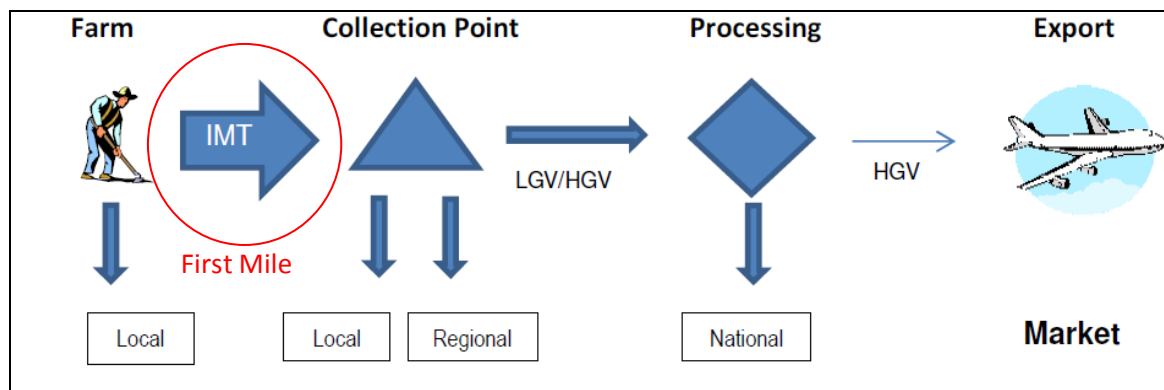 Farm
Collection Point
Processing
Export
IMT
LGV/HGV
HGV
First Mile
Local
Local
Regional
National
Market